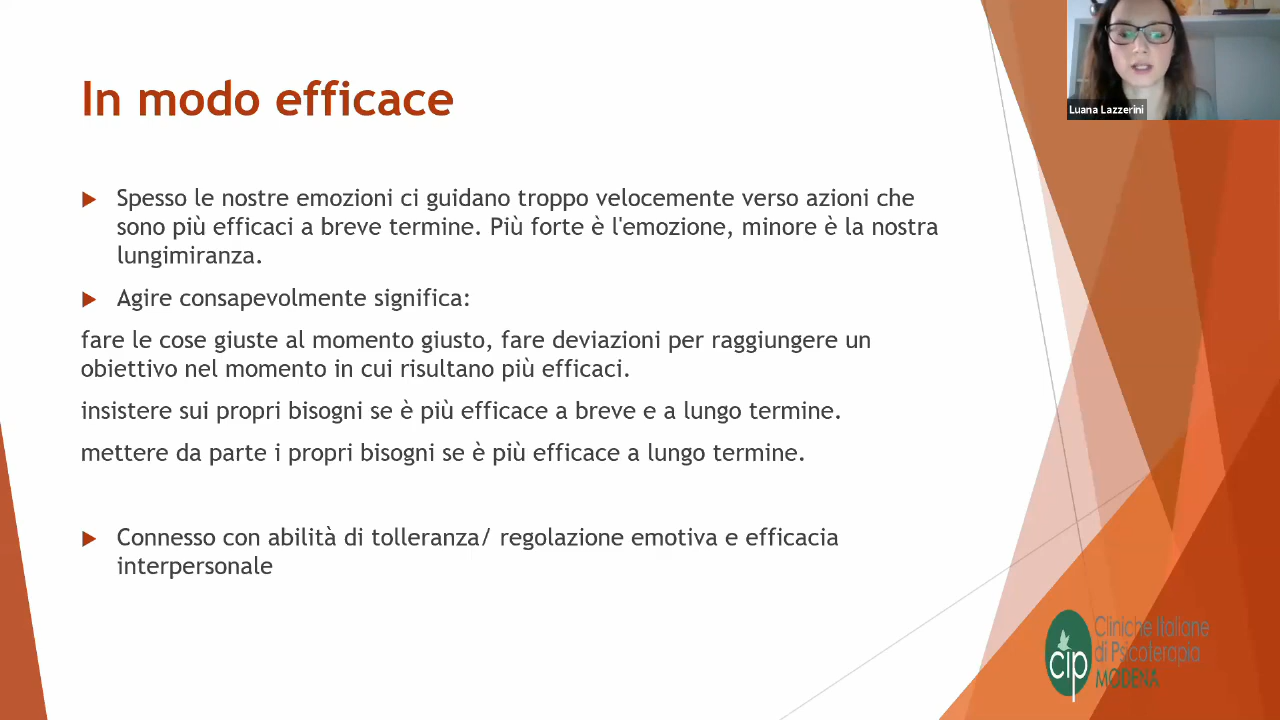 Luana Lazzerini
In modo efficace
Spesso le nostre emozioni ci guidano troppo velocemente verso azioni che
sono più efficaci a breve termine. Più forte è l'emozione, minore è la nostra
lungimiranza.
Agire consapevolmente significa:
fare le cose giuste al momento giusto, fare deviazioni per raggiungere un
obiettivo nel momento in cui risultano più efficaci.
insistere sui propri bisogni se è più efficace a breve e a lungo termine.
mettere da parte i propri bisogni se è più efficace a lungo termine.
Connesso con abilità di tolleranza/ regolazione emotiva e efficacia
interpersonale
cip
Cliniche Italiane
di Psicoterapia
MODENA